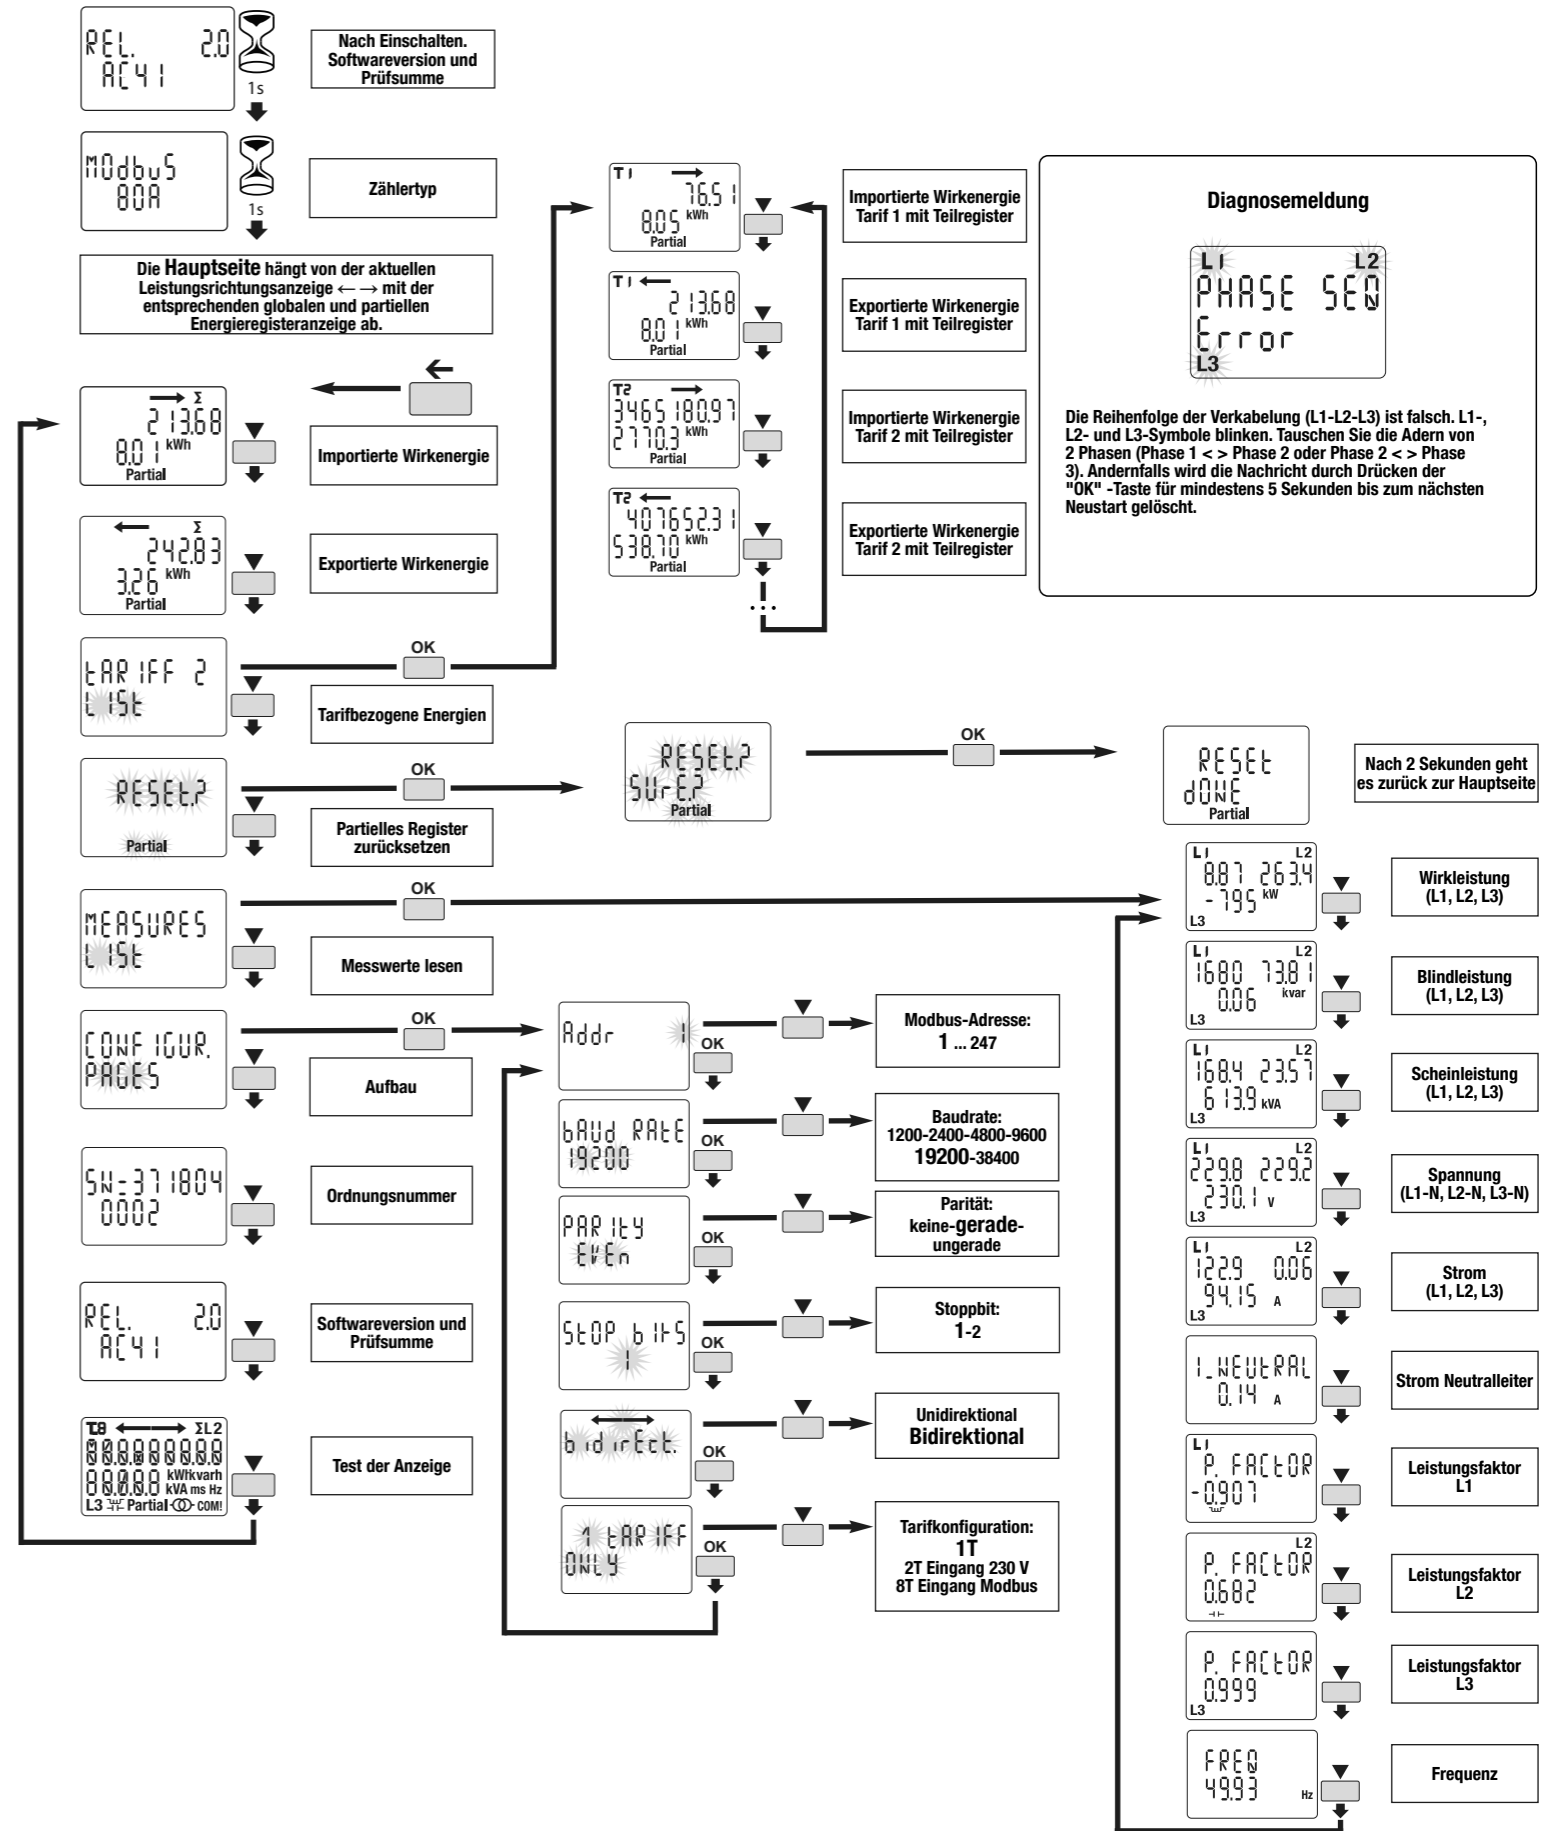 REL. 2.0
AC41
1s
Nach Einschalten.
Softwareversion und
Prüfsumme
MOdbuS
80A
1s
Zählertyp
Die Hauptseite hängt von der aktuellen
Leistungsrichtungsanzeige ←→ mit der
entsprechenden globalen und partiellen
Energieregisteranzeige ab.
→ Σ
213.68
8.01 kWh
Partial
←
Importierte Wirkenergie
← Σ
242.83
3.26 kWh
Partial
Exportierte Wirkenergie
tARIFF 2
LISt
OK
Tarifbezogene Energien
RESEt.?
Partial
OK
Partielles Register
zurücksetzen
MEASURES
LISt
OK
Messwerte lesen
CONFIGUR.
PAGES
OK
Aufbau
SN=371804
0002
Ordnungsnummer
REL. 2.0
AC41
Softwareversion und
Prüfsumme
T.8 ←→ ΣL2
kWhkvarh
kVA ms Hz
L3 Partial COM!
Test der Anzeige
T1 →
76.51
8.05 kWh
Partial
Importierte Wirkenergie
Tarif 1 mit Teilregister
T1 ←
213.68
8.01 kWh
Partial
Exportierte Wirkenergie
Tarif 1 mit Teilregister
T2 →
3465180.97
2770.3 kWh
Partial
Importierte Wirkenergie
Tarif 2 mit Teilregister
T2 ←
407652.31
538.70 kWh
Partial
Exportierte Wirkenergie
Tarif 2 mit Teilregister
...
Diagnosemeldung
L1 L2
PHASE SEQ
Error
L3
Die Reihenfolge der Verkabelung (L1-L2-L3) ist falsch. L1-,
L2- und L3-Symbole blinken. Tauschen Sie die Adern von
2 Phasen (Phase 1 < > Phase 2 oder Phase 2 < > Phase
3). Andernfalls wird die Nachricht durch Drücken der
"OK" -Taste für mindestens 5 Sekunden bis zum nächsten
Neustart gelöscht.
RESEt.?
SUrE.?
Partial
OK
RESEt
dONE
Partial
Nach 2 Sekunden geht
es zurück zur Hauptseite
Addr 1
OK
Modbus-Adresse:
1 ... 247
bAUd RAtE
19200
OK
Baudrate:
1200-2400-4800-9600
19200-38400
PARItY
EVEn
OK
Parität:
keine-gerade-
ungerade
StOP bItS
1
OK
Stoppbit:
1-2
bidirEct.
OK
Unidirektional
Bidirektional
1 tARIFF
ONLY
OK
Tarifkonfiguration:
1T
2T Eingang 230 V
8T Eingang Modbus
L1 L2
8.87 263.4
-795 kW
L3
Wirkleistung
(L1, L2, L3)
L1 L2
1680 73.81
0.06 kvar
L3
Blindleistung
(L1, L2, L3)
L1 L2
168.4 23.57
613.9 kVA
L3
Scheinleistung
(L1, L2, L3)
L1 L2
229.8 229.2
230.1 V
L3
Spannung
(L1-N, L2-N, L3-N)
L1 L2
122.9 0.06
94.15 A
L3
Strom
(L1, L2, L3)
I_NEUtRAL
0.14 A
Strom Neutralleiter
L1
P. FACtOR
-0.907
Leistungsfaktor
L1
L2
P. FACtOR
0.682
Leistungsfaktor
L2
P. FACtOR
0.999
L3
Leistungsfaktor
L3
FREQ
49.93 Hz
Frequenz